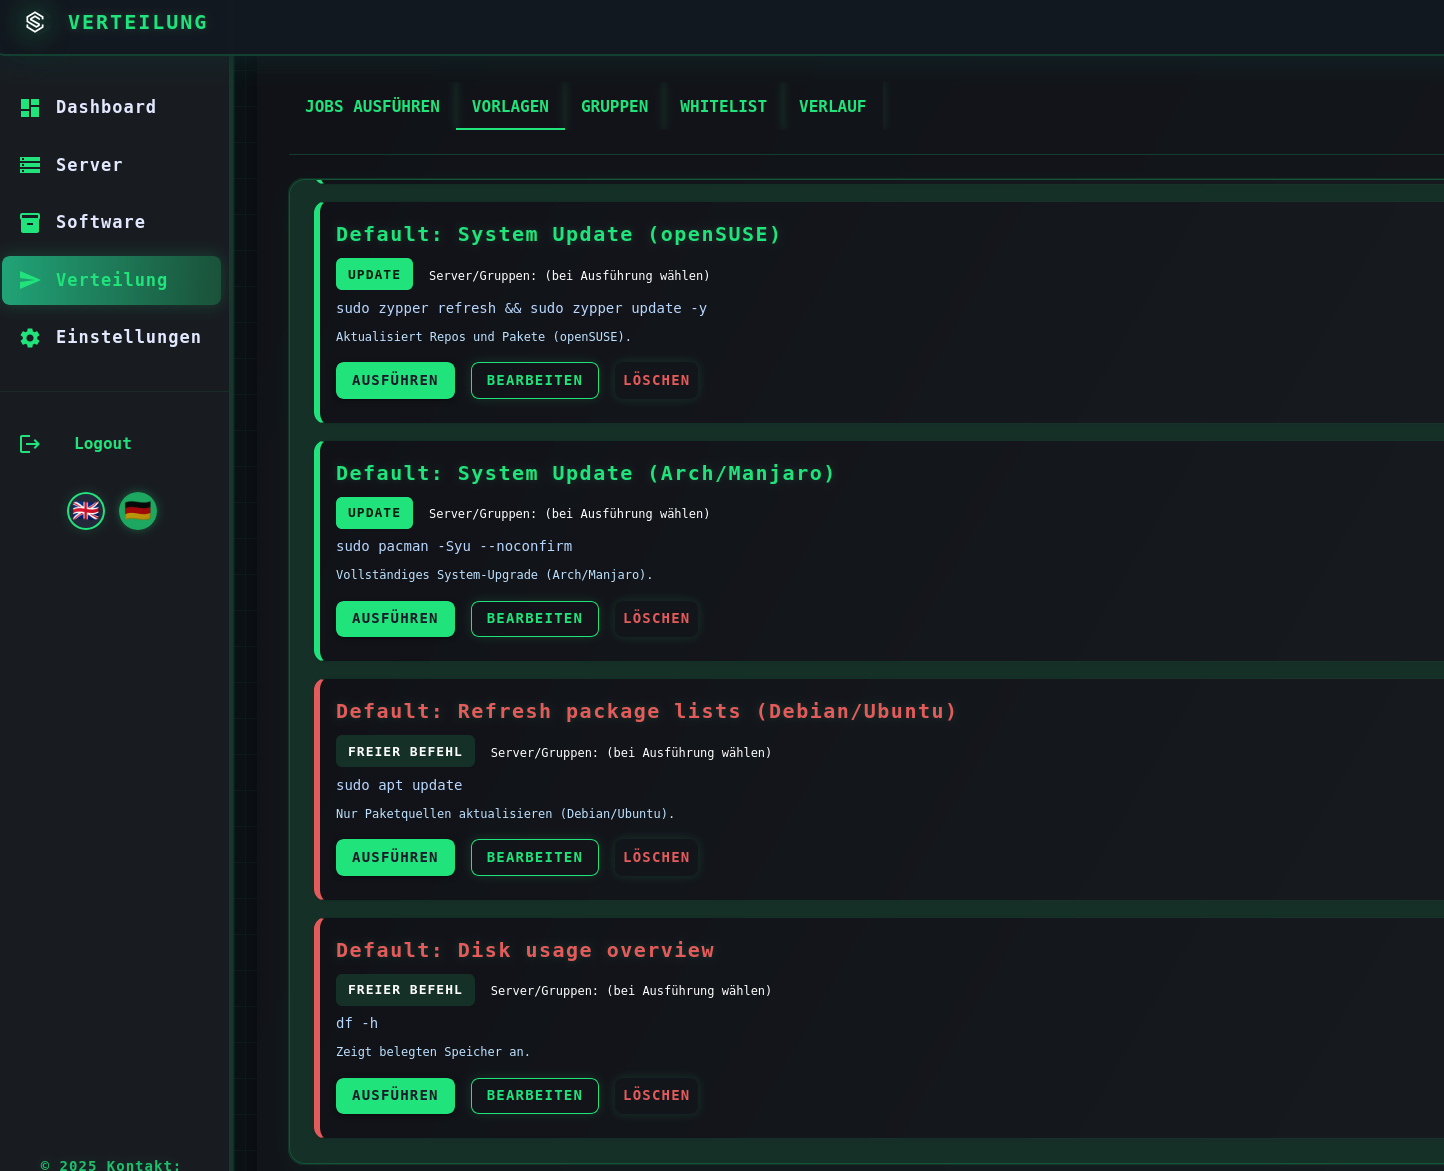 VERTEILUNG
Dashboard
Server
Software
Verteilung
Einstellungen
Logout
© 2025 Kontakt:
JOBS AUSFÜHREN VORLAGEN GRUPPEN WHITELIST VERLAUF
Default: System Update (openSUSE)
UPDATE Server/Gruppen: (bei Ausführung wählen)
sudo zypper refresh && sudo zypper update -y
Aktualisiert Repos und Pakete (openSUSE).
AUSFÜHREN BEARBEITEN LÖSCHEN
Default: System Update (Arch/Manjaro)
UPDATE Server/Gruppen: (bei Ausführung wählen)
sudo pacman -Syu --noconfirm
Vollständiges System-Upgrade (Arch/Manjaro).
AUSFÜHREN BEARBEITEN LÖSCHEN
Default: Refresh package lists (Debian/Ubuntu)
FREIER BEFEHL Server/Gruppen: (bei Ausführung wählen)
sudo apt update
Nur Paketquellen aktualisieren (Debian/Ubuntu).
AUSFÜHREN BEARBEITEN LÖSCHEN
Default: Disk usage overview
FREIER BEFEHL Server/Gruppen: (bei Ausführung wählen)
df -h
Zeigt belegten Speicher an.
AUSFÜHREN BEARBEITEN LÖSCHEN